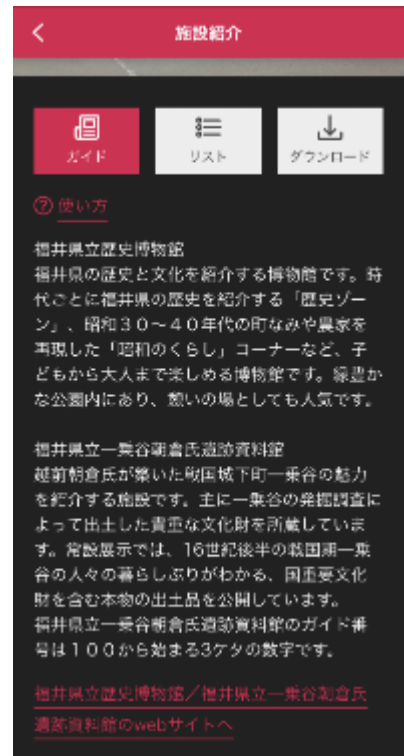 施設紹介
ガイド
リスト
ダウンロード
使い方
福井県立歴史博物館
福井県の歴史と文化を紹介する博物館です。時
代ごとに福井県の歴史を紹介する「歴史ゾー
ン」、昭和30〜40年代の町なみや農家を
再現した「昭和のくらし」コーナーなど、子
どもから大人まで楽しめる博物館です。緑豊か
な公園内にあり、憩いの場としても人気です。
福井県立一乗谷朝倉氏遺跡資料館
越前朝倉氏が築いた戦国城下町一乗谷の魅力
を紹介する施設です。主に一乗谷の発掘調査に
よって出土した貴重な文化財を所蔵していま
す。常設展示では、16世紀後半の戦国期一乗
谷の人々の暮らしぶりがわかる、国重要文化
財を含む本物の出土品を公開しています。
福井県立一乗谷朝倉氏遺跡資料館のガイド番
号は100から始まる3ケタの数字です。
福井県立歴史博物館/福井県立一乗谷朝倉氏
遺跡資料館のwebサイトへ